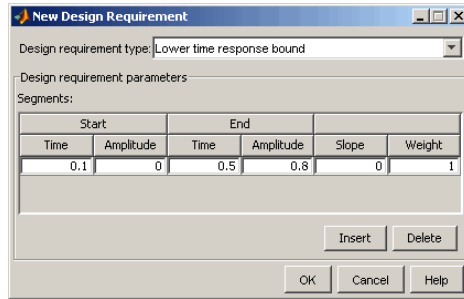 New Design Requirement
Design requirement type: Lower time response bound
Design requirement parameters
Segments:
Start End
Time Amplitude Time Amplitude Slope Weight
0.1 0 0.5 0.8 0 1
Insert Delete
OK Cancel Help